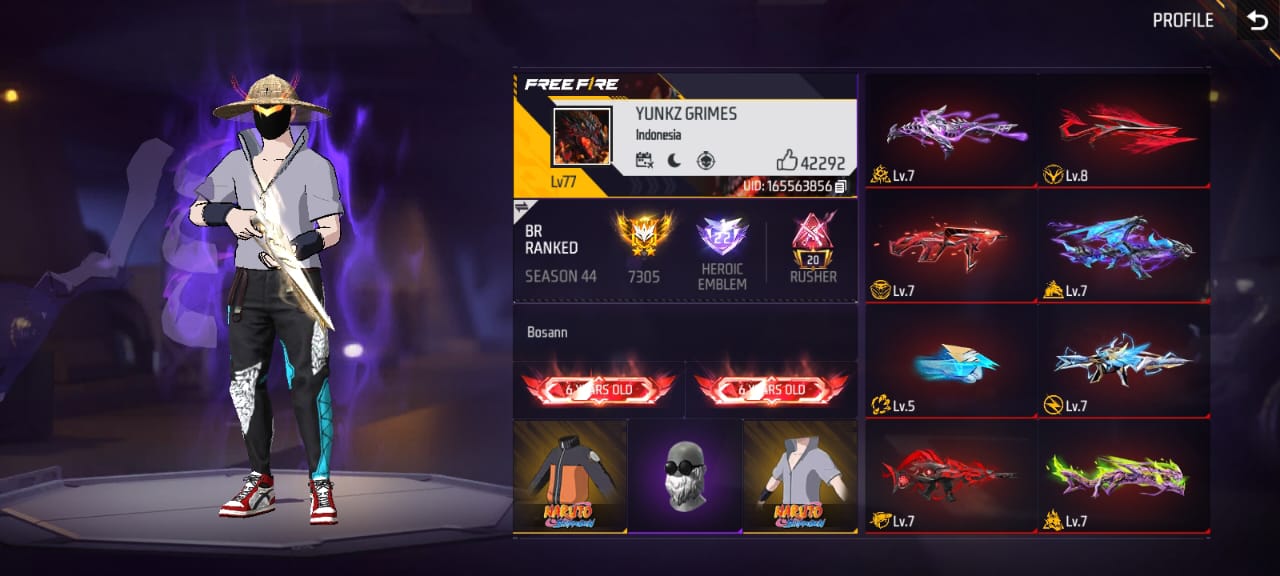 PROFILE
FREE FIRE
YUNKZ GRIMES
Indonesia
42292
Lv77
UID: 165563856
BR
RANKED
SEASON 44
7305
22
HEROIC
EMBLEM
20
RUSHER
Bosann
6 YEARS OLD
6 YEARS OLD
NARUTO
SHIPPUDEN
NARUTO
SHIPPUDEN
Lv.7
Lv.8
Lv.7
Lv.7
Lv.5
Lv.7
Lv.7
Lv.7